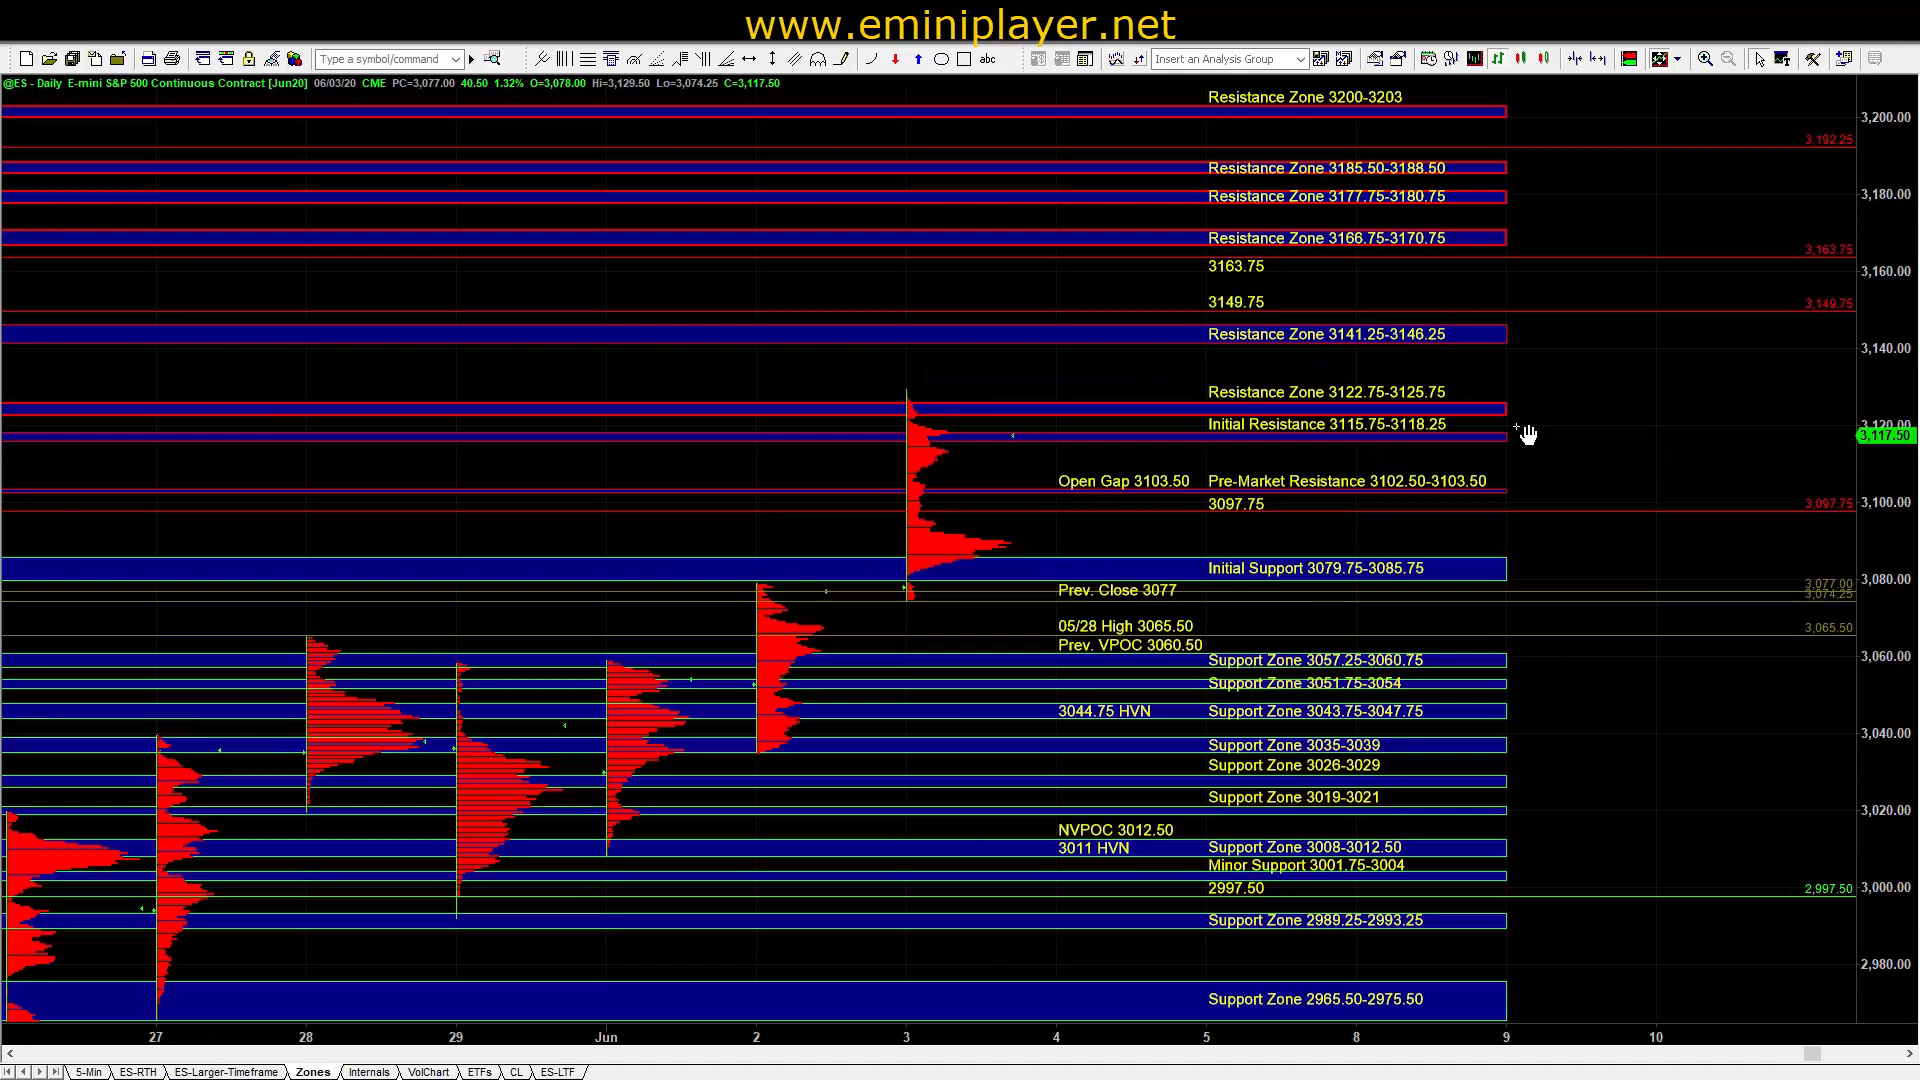 www.eminiplayer.net
Type a symbol/command
abc
Insert an Analysis Group
@ES - Daily E-mini S&P 500 Continuous Contract [Jun20] 06/03/20 CME PC=3,077.00 40.50 1.32% O=3,078.00 Hi=3,129.50 Lo=3,074.25 C=3,117.50
Resistance Zone 3200-3203
3,200.00
3,192.25
Resistance Zone 3185.50-3188.50
3,180.00
Resistance Zone 3177.75-3180.75
Resistance Zone 3166.75-3170.75
3,163.75
3163.75
3,160.00
3149.75
3,149.75
Resistance Zone 3141.25-3146.25
3,140.00
Resistance Zone 3122.75-3125.75
Initial Resistance 3115.75-3118.25
3,120.00
3,117.50
Open Gap 3103.50
Pre-Market Resistance 3102.50-3103.50
3097.75
3,097.75
3,100.00
Initial Support 3079.75-3085.75
3,080.00
3,077.00
Prev. Close 3077
3,074.25
05/28 High 3065.50
3,065.50
Prev. VPOC 3060.50
Support Zone 3057.25-3060.75
3,060.00
Support Zone 3051.75-3054
3044.75 HVN
Support Zone 3043.75-3047.75
3,040.00
Support Zone 3035-3039
Support Zone 3026-3029
Support Zone 3019-3021
3,020.00
NVPOC 3012.50
3011 HVN
Support Zone 3008-3012.50
Minor Support 3001.75-3004
2997.50
2,997.50
3,000.00
Support Zone 2989.25-2993.25
2,980.00
Support Zone 2965.50-2975.50
27 28 29 Jun 2 3 4 5 8 9 10
5-Min ES-RTH ES-Larger-Timeframe Zones Internals VolChart ETFs CL ES-LTF